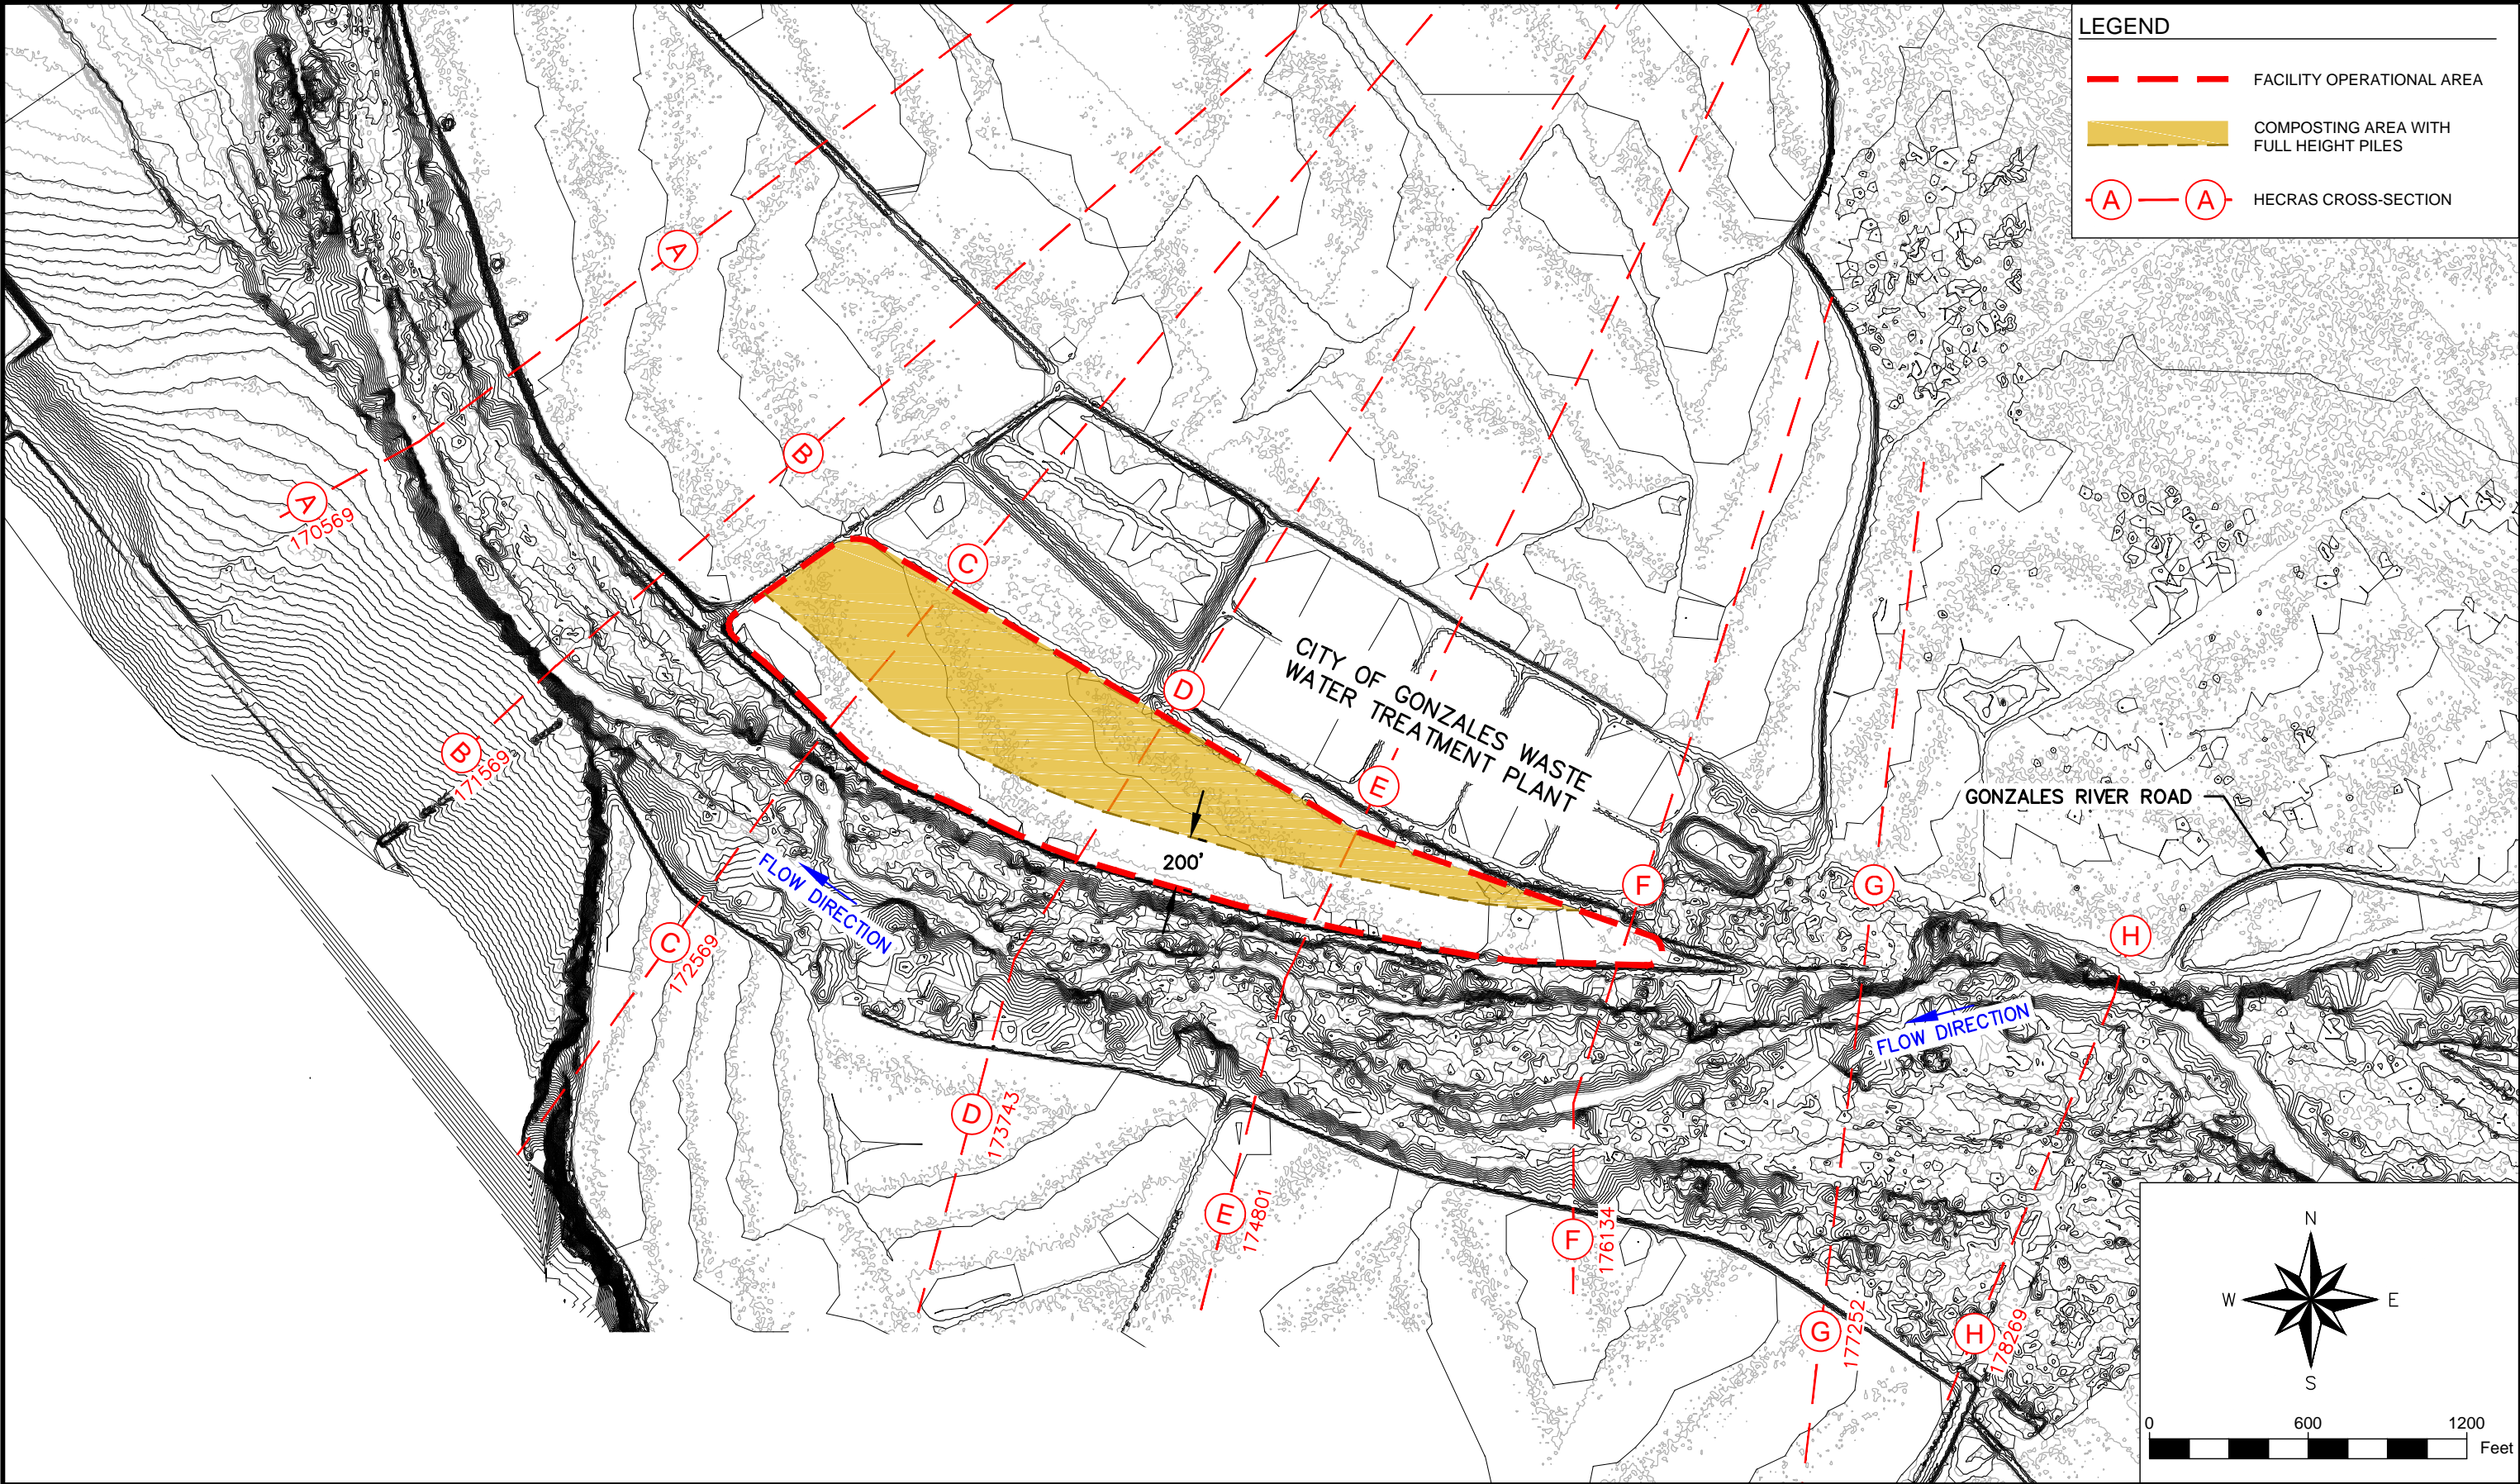 LEGEND
FACILITY OPERATIONAL AREA
COMPOSTING AREA WITH
FULL HEIGHT PILES
A A
HECRAS CROSS-SECTION
A
B
A
170569
C
CITY OF GONZALES WASTE
WATER TREATMENT PLANT
D
B
171569
E
GONZALES RIVER ROAD
200'
FLOW DIRECTION
F
G
C
172569
H
FLOW DIRECTION
D
173743
E
174801
F
176134
G
177252
H
178269
N
W E
S
0 600 1200
Feet